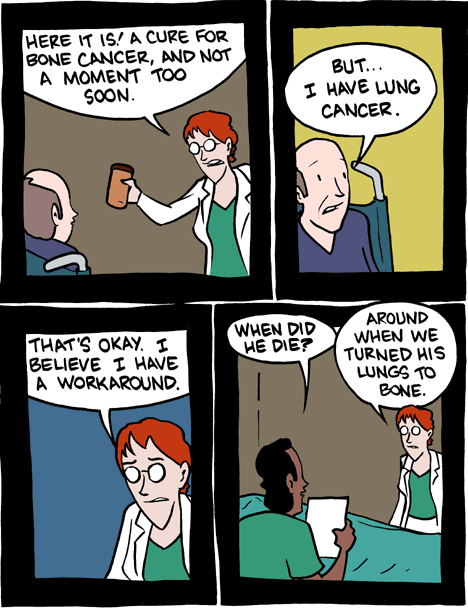 HERE IT IS! A CURE FOR
BONE CANCER, AND NOT
A MOMENT TOO
SOON.
BUT...
I HAVE LUNG
CANCER.
THAT'S OKAY. I
BELIEVE I HAVE
A WORKAROUND.
WHEN DID
HE DIE?
AROUND
WHEN WE
TURNED HIS
LUNGS TO
BONE.